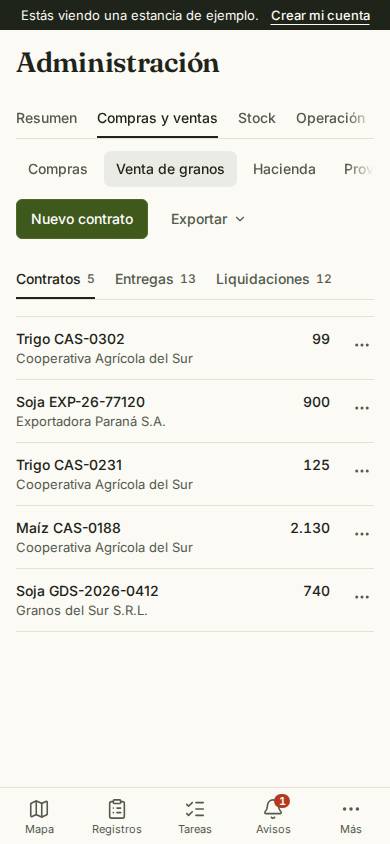 Estás viendo una estancia de ejemplo. Crear mi cuenta
Administración
Resumen Compras y ventas Stock Operación
Compras Venta de granos Hacienda Prov
Nuevo contrato Exportar
Contratos 5 Entregas 13 Liquidaciones 12
Trigo CAS-0302 99
Cooperativa Agrícola del Sur
Soja EXP-26-77120 900
Exportadora Paraná S.A.
Trigo CAS-0231 125
Cooperativa Agrícola del Sur
Maíz CAS-0188 2.130
Cooperativa Agrícola del Sur
Soja GDS-2026-0412 740
Granos del Sur S.R.L.
1
Mapa Registros Tareas Avisos Más